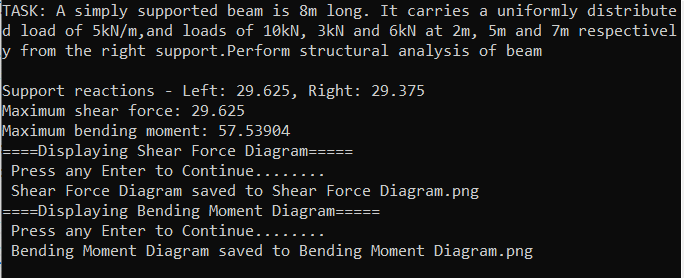 TASK: A simply supported beam is 8m long. It carries a uniformly distribute
d load of 5kN/m,and loads of 10kN, 3kN and 6kN at 2m, 5m and 7m respectivel
y from the right support.Perform structural analysis of beam
Support reactions - Left: 29.625, Right: 29.375
Maximum shear force: 29.625
Maximum bending moment: 57.53904
====Displaying Shear Force Diagram=====
Press any Enter to Continue........
Shear Force Diagram saved to Shear Force Diagram.png
====Displaying Bending Moment Diagram=====
Press any Enter to Continue........
Bending Moment Diagram saved to Bending Moment Diagram.png